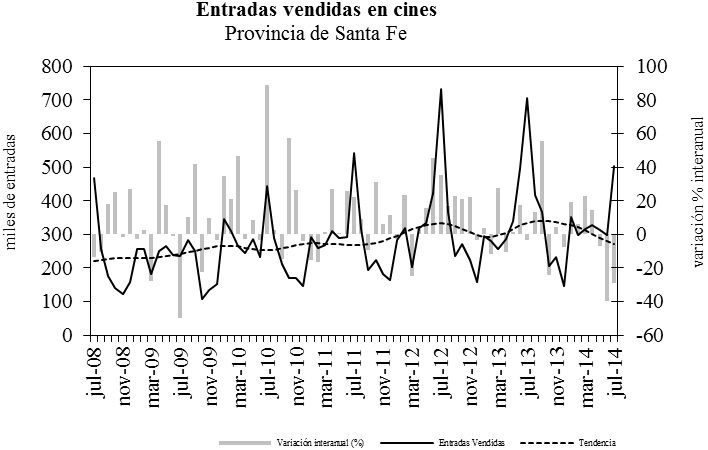 Entradas vendidas en cines
Provincia de Santa Fe
miles de entradas
800
700
600
500
400
300
200
100
0
100
80
60
40
20
0
-20
-40
-60
variación % interanual
jul-08
nov-08
mar-09
jul-09
nov-09
mar-10
jul-10
nov-10
mar-11
jul-11
nov-11
mar-12
jul-12
nov-12
mar-13
jul-13
nov-13
mar-14
jul-14
Variación interanual (%)
Entradas Vendidas
Tendencia